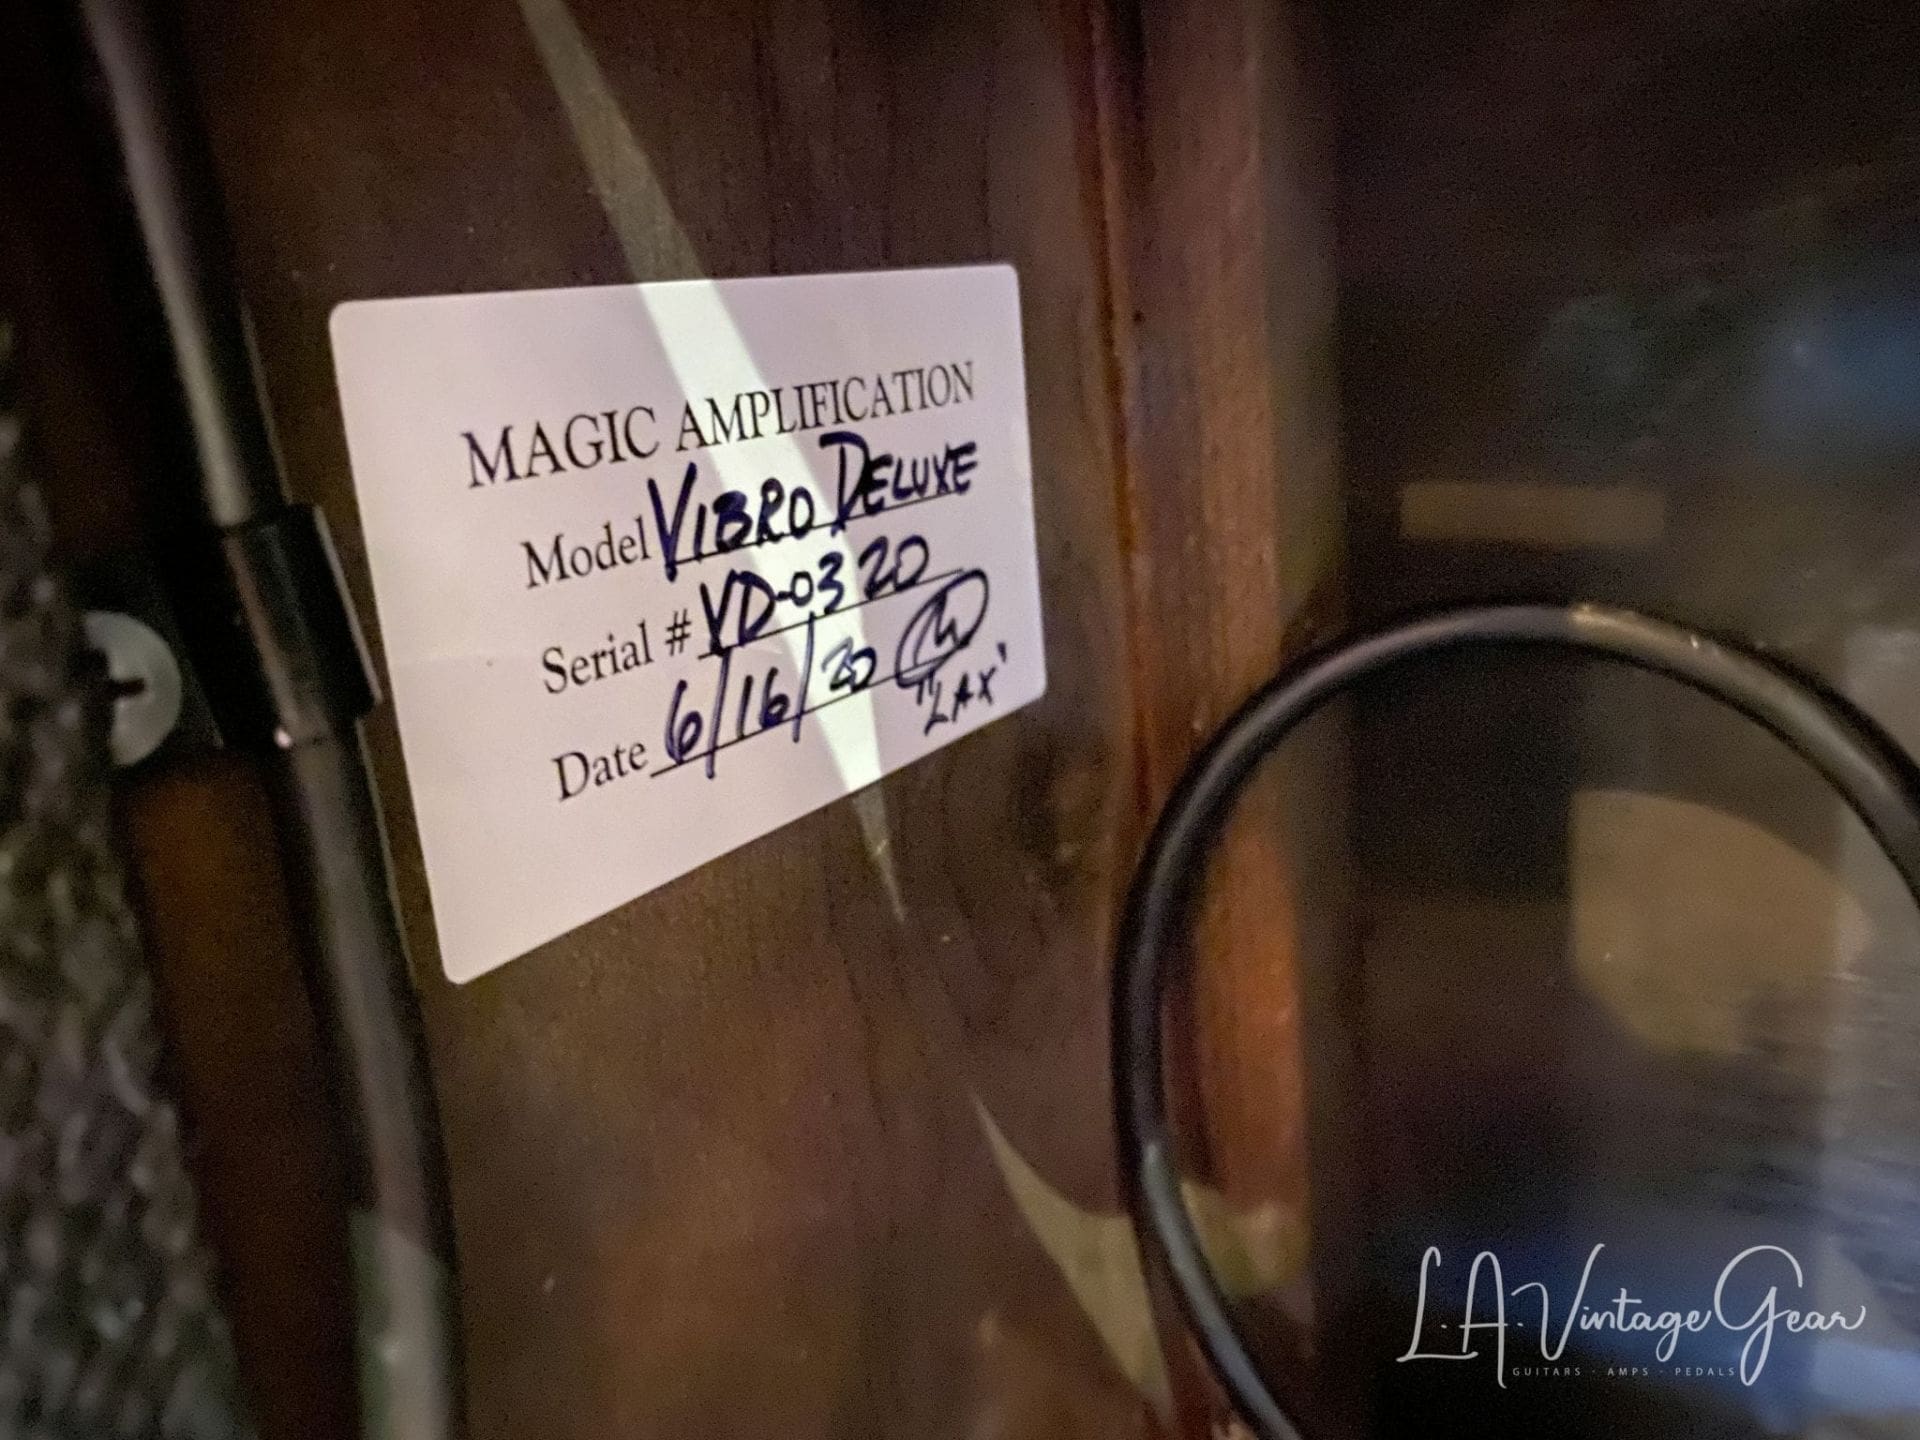 MAGIC AMPLIFICATION
Model VIBRO DELUXE
Serial # VD-0320
Date 6/16/20 M
"LAX"
L.A. Vintage Gear
GUITARS · AMPS · PEDALS